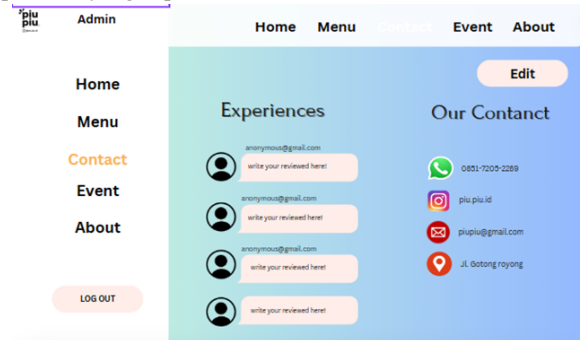 piu
piu
Admin
Home
Menu
Contact
Event
About
LOG OUT
Home Menu Contact Event About
Edit
Experiences
anonymous@gmail.com
write your reviewed here!
anonymous@gmail.com
write your reviewed here!
anonymous@gmail.com
write your reviewed here!
write your reviewed here!
Our Contanct
0851-7205-2289
piu.piu.id
piupiu@gmail.com
Jl. Gotong royong